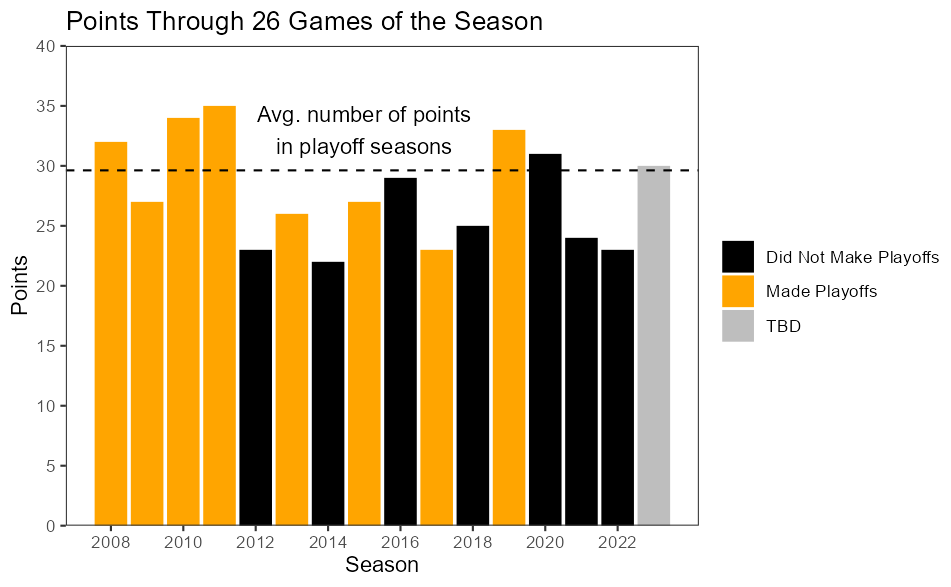 Points Through 26 Games of the Season
40
35
30
25
20
15
10
5
0
Points
Avg. number of points
in playoff seasons
2008 2010 2012 2014 2016 2018 2020 2022
Season
Did Not Make Playoffs
Made Playoffs
TBD